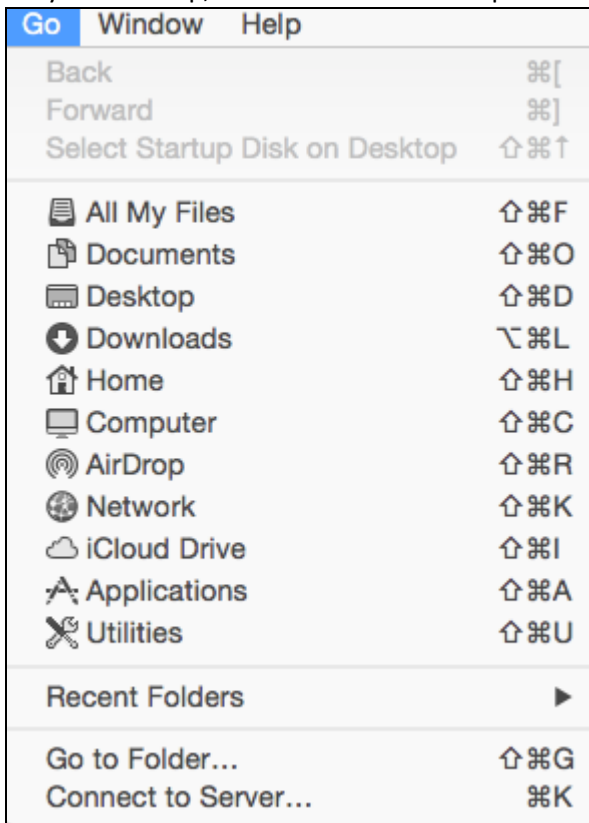 Go Window Help
Back ⌘[
Forward ⌘]
Select Startup Disk on Desktop ⇧⌘↑
All My Files ⇧⌘F
Documents ⇧⌘O
Desktop ⇧⌘D
Downloads ⌥⌘L
Home ⇧⌘H
Computer ⇧⌘C
AirDrop ⇧⌘R
Network ⇧⌘K
iCloud Drive ⇧⌘I
Applications ⇧⌘A
Utilities ⇧⌘U
Recent Folders ▶
Go to Folder... ⇧⌘G
Connect to Server... ⌘K